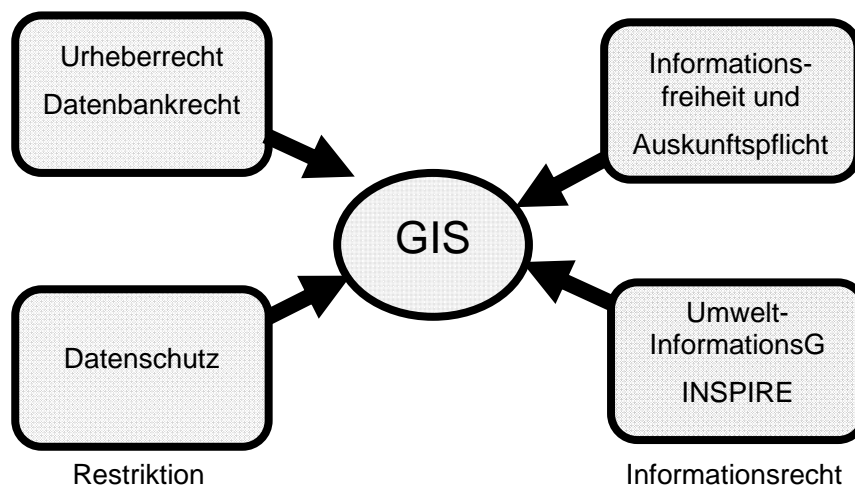 Urheberrecht
Datenbankrecht
Informations-
freiheit und
Auskunftspflicht
GIS
Datenschutz
Umwelt-
InformationsG
INSPIRE
Restriktion
Informationsrecht